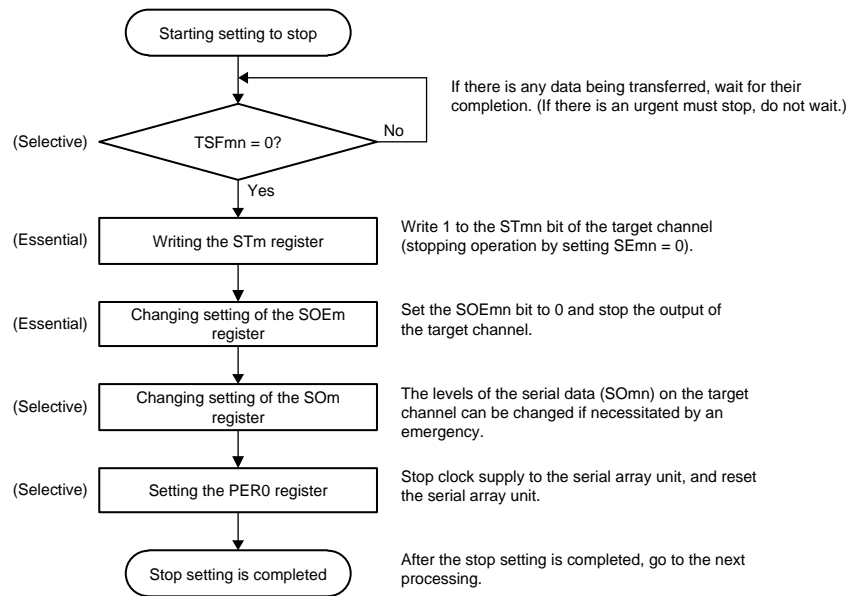 Starting setting to stop
If there is any data being transferred, wait for their
completion. (If there is an urgent must stop, do not wait.)
(Selective)
TSFmn = 0?
No
Yes
(Essential)
Writing the STm register
Write 1 to the STmn bit of the target channel
(stopping operation by setting SEmn = 0).
(Essential)
Changing setting of the SOEm
register
Set the SOEmn bit to 0 and stop the output of
the target channel.
(Selective)
Changing setting of the SOm
register
The levels of the serial data (SOmn) on the target
channel can be changed if necessitated by an
emergency.
(Selective)
Setting the PER0 register
Stop clock supply to the serial array unit, and reset
the serial array unit.
Stop setting is completed
After the stop setting is completed, go to the next
processing.